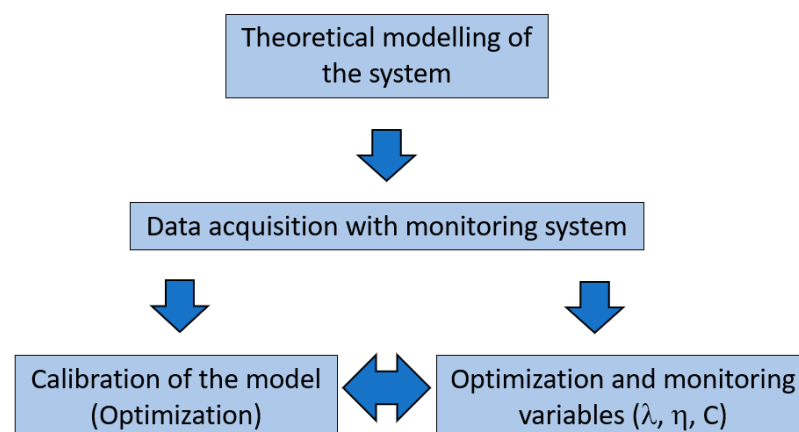 Theoretical modelling of
the system
Data acquisition with monitoring system
Calibration of the model
(Optimization)
Optimization and monitoring
variables (λ, η, C)